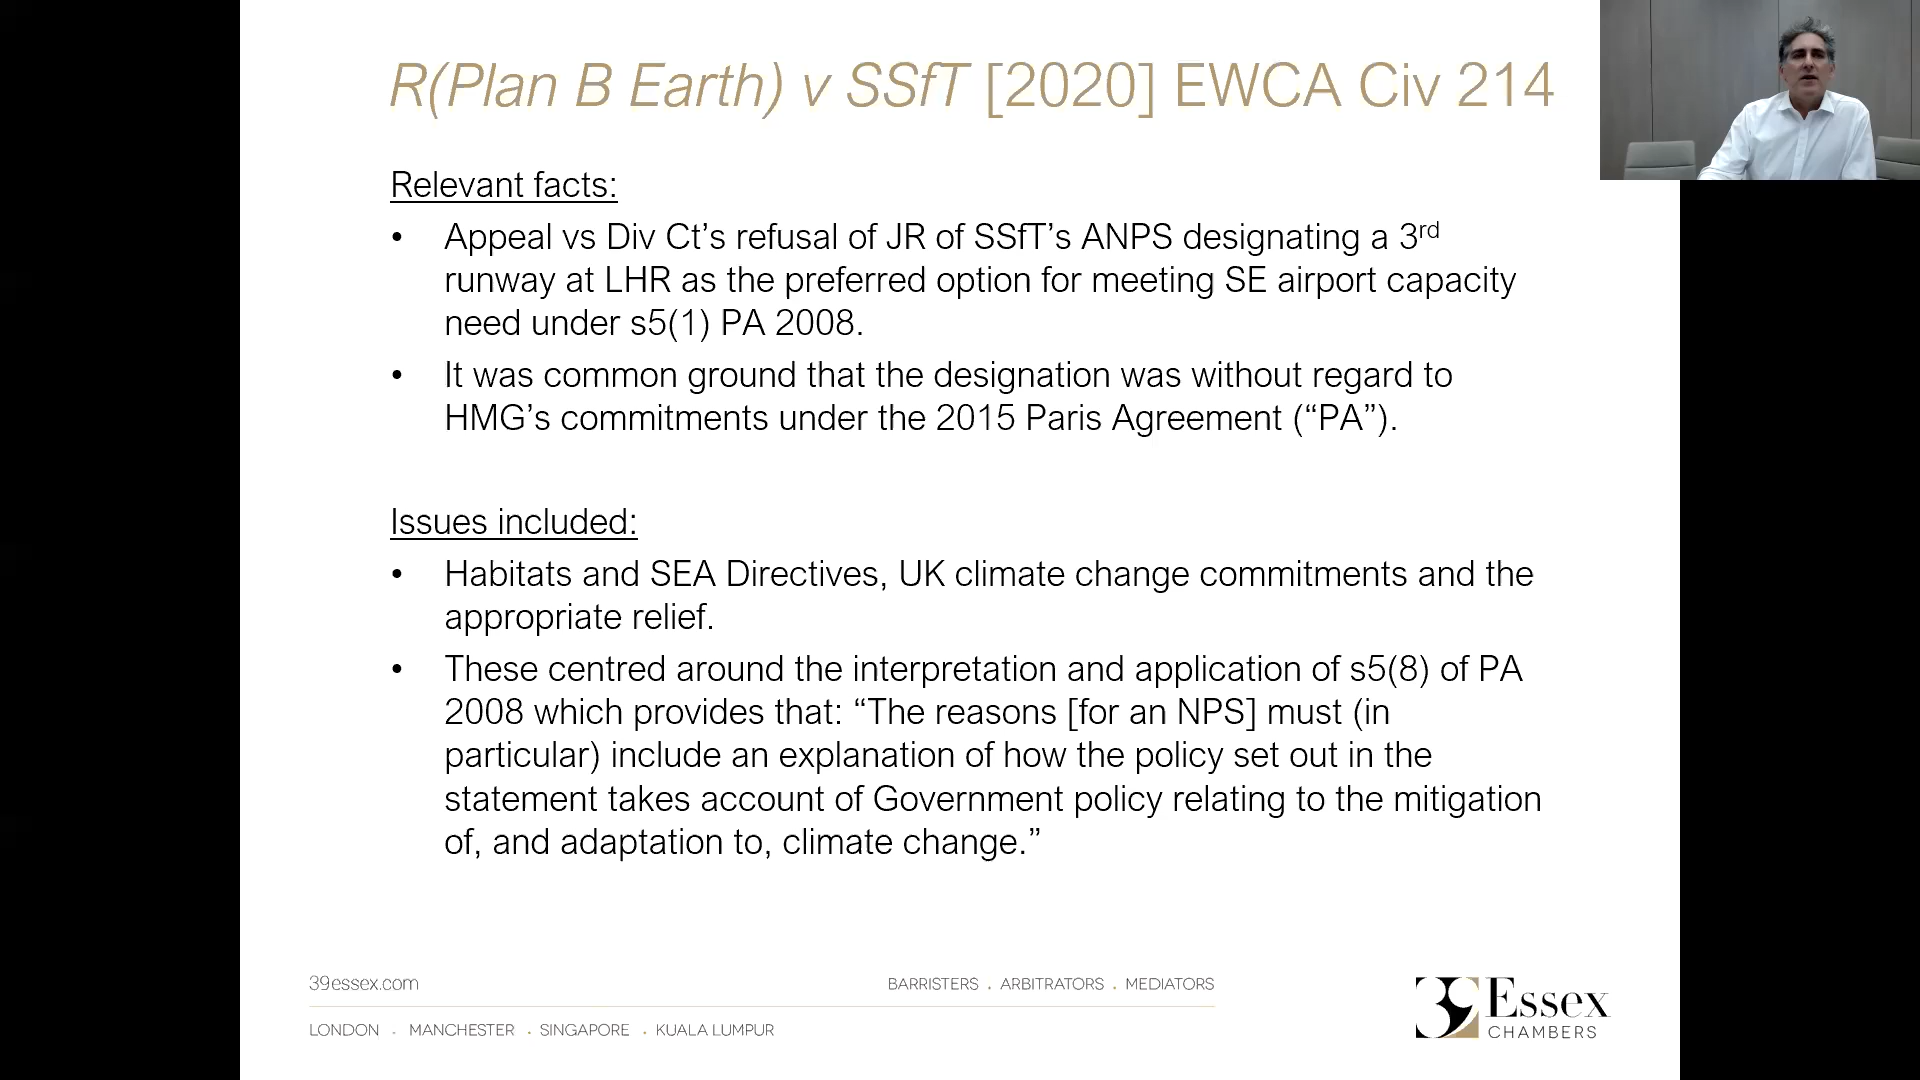 R(Plan B Earth) v SSfT [2020] EWCA Civ 214
Relevant facts:
• Appeal vs Div Ct’s refusal of JR of SSfT’s ANPS designating a 3rd
runway at LHR as the preferred option for meeting SE airport capacity
need under s5(1) PA 2008.
• It was common ground that the designation was without regard to
HMG’s commitments under the 2015 Paris Agreement (“PA”).
Issues included:
• Habitats and SEA Directives, UK climate change commitments and the
appropriate relief.
• These centred around the interpretation and application of s5(8) of PA
2008 which provides that: “The reasons [for an NPS] must (in
particular) include an explanation of how the policy set out in the
statement takes account of Government policy relating to the mitigation
of, and adaptation to, climate change.”
39essex.com
BARRISTERS . ARBITRATORS . MEDIATORS
LONDON . MANCHESTER . SINGAPORE . KUALA LUMPUR
39 Essex
CHAMBERS